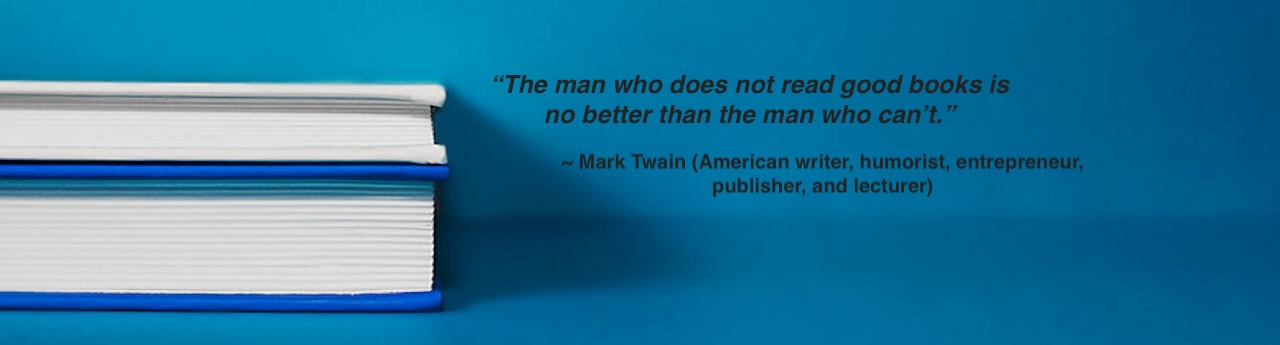 “The man who does not read good books is
no better than the man who can’t.”
~ Mark Twain (American writer, humorist, entrepreneur,
publisher, and lecturer)